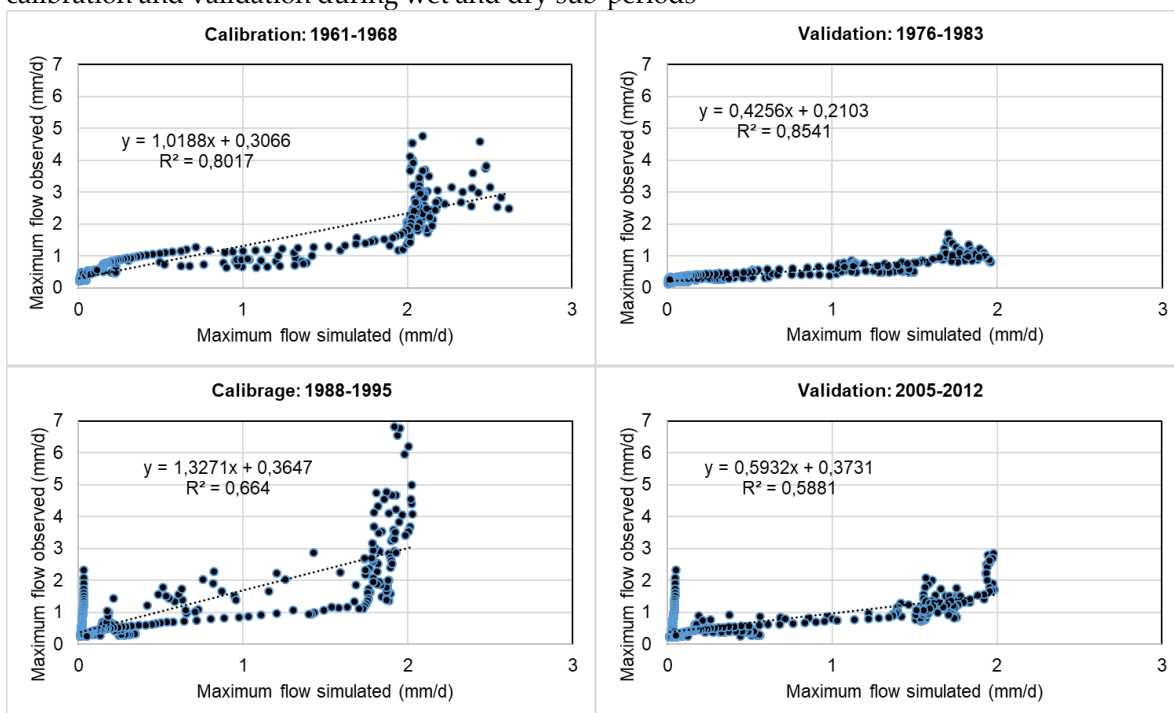 calibration and validation during wet and dry sub-periods
Calibration: 1961-1968
Maximum flow observed (mm/d)
7
6
5
4
3
2
1
0
y = 1,0188x + 0,3066
R² = 0,8017
0 1 2 3
Maximum flow simulated (mm/d)
Validation: 1976-1983
Maximum flow observed (mm/d)
7
6
5
4
3
2
1
0
y = 0,4256x + 0,2103
R² = 0,8541
0 1 2 3
Maximum flow simulated (mm/d)
Calibrage: 1988-1995
Maximum flow observed (mm/d)
7
6
5
4
3
2
1
0
y = 1,3271x + 0,3647
R² = 0,664
0 1 2 3
Maximum flow simulated (mm/d)
Validation: 2005-2012
Maximum flow observed (mm/d)
7
6
5
4
3
2
1
0
y = 0,5932x + 0,3731
R² = 0,5881
0 1 2 3
Maximum flow simulated (mm/d)